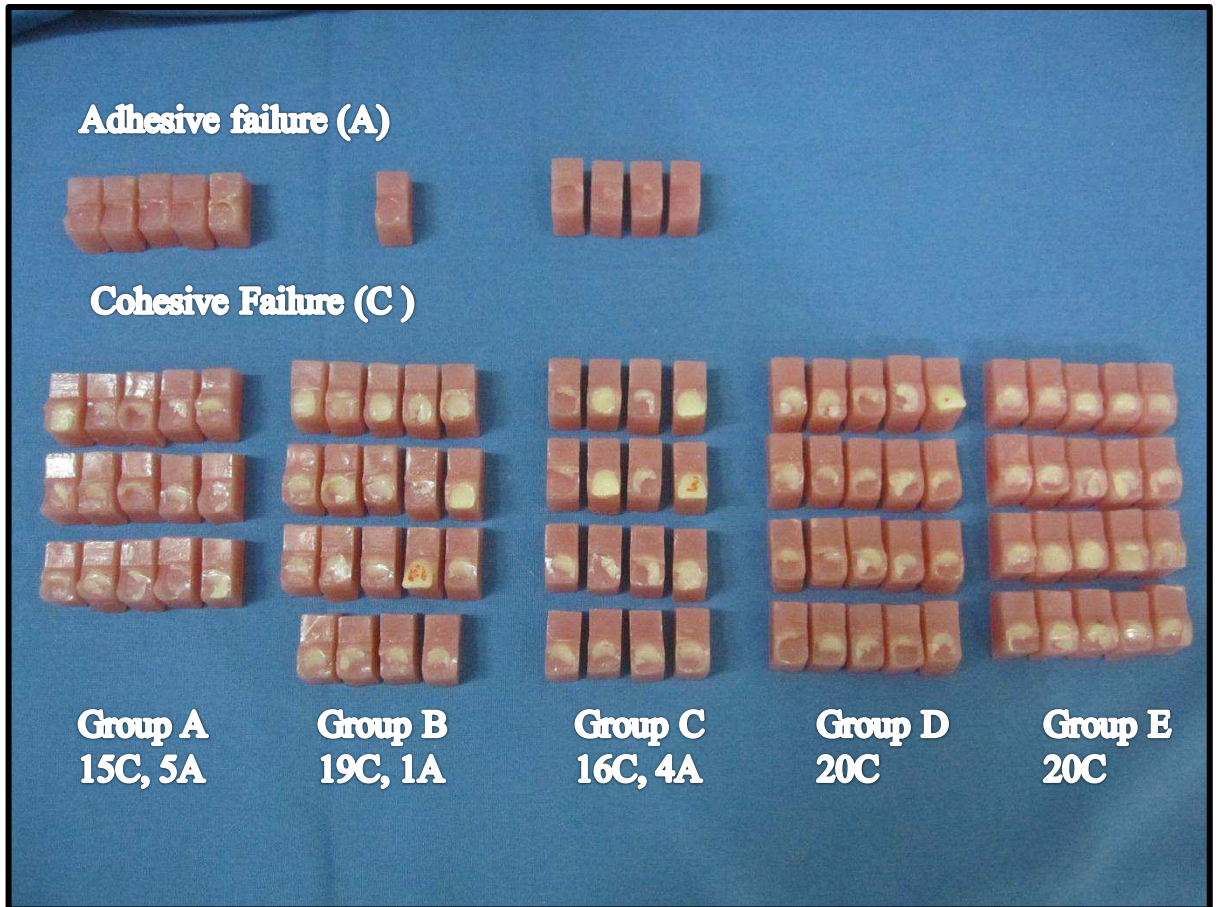 Adhesive failure (A)
Cohesive Failure (C )
Group A
15C, 5A
Group B
19C, 1A
Group C
16C, 4A
Group D
20C
Group E
20C